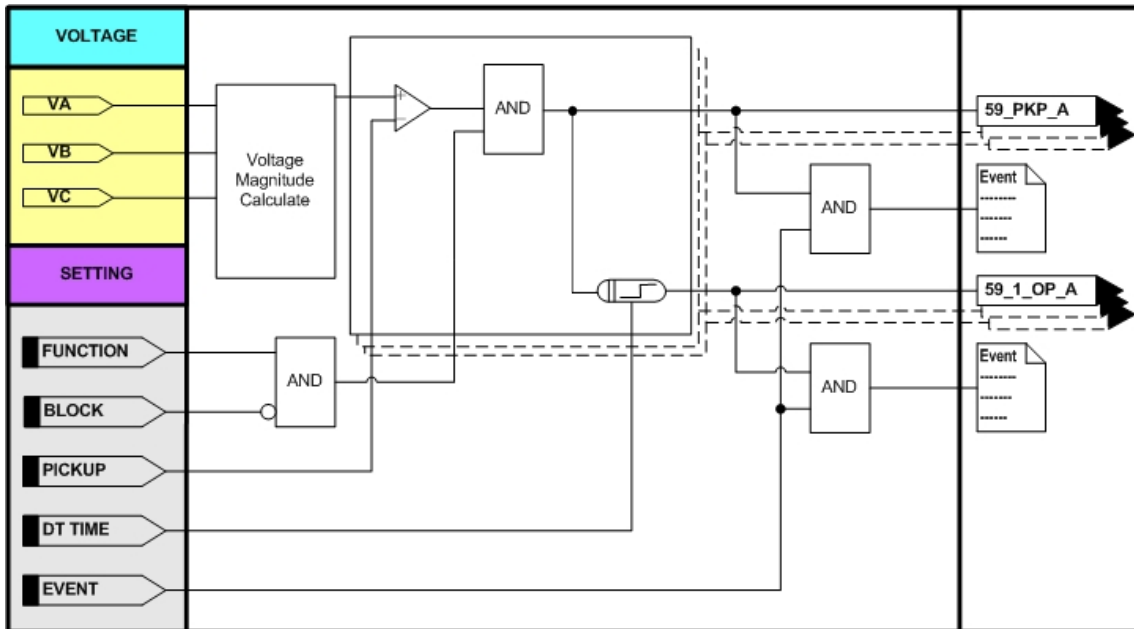 VOLTAGE
VA
VB
VC
Voltage
Magnitude
Calculate
AND
59_PKP_A
AND
Event
SETTING
59_1_OP_A
FUNCTION
AND
AND
Event
BLOCK
PICKUP
DT TIME
EVENT